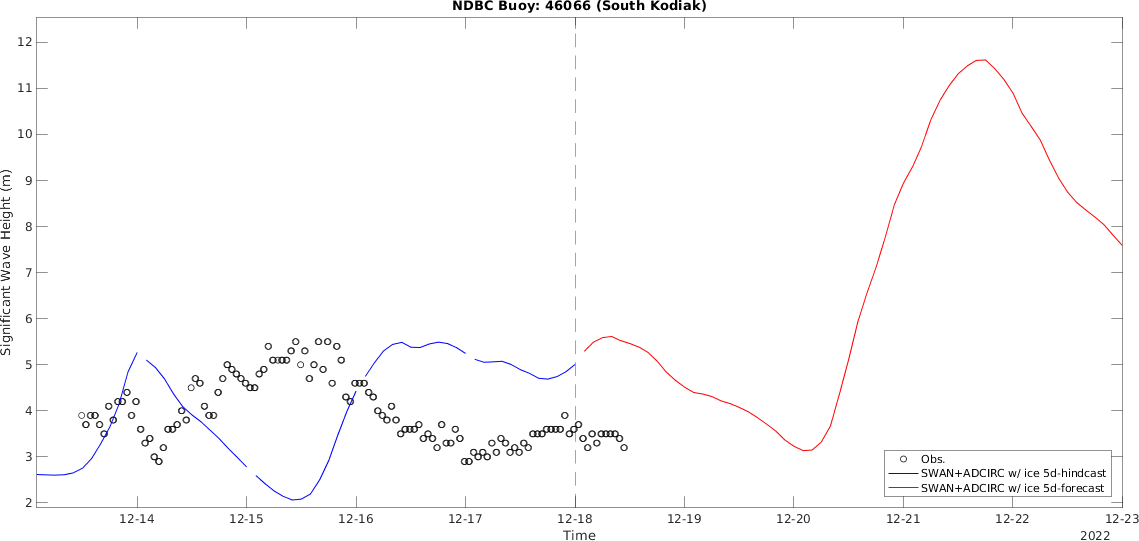 NDBC Buoy: 46066 (South Kodiak)
Significant Wave Height (m)
12
11
10
9
8
7
6
5
4
3
2
Obs.
SWAN+ADCIRC w/ ice 5d-hindcast
SWAN+ADCIRC w/ ice 5d-forecast
12-14 12-15 12-16 12-17 12-18 12-19 12-20 12-21 12-22 12-23
Time
2022